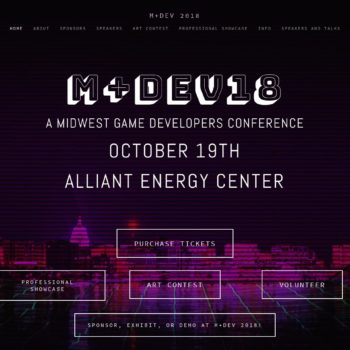 M+DEV 2018
HOME ABOUT SPONSORS SPEAKERS ART CONTEST PROFESSIONAL SHOWCASE INFO SPEAKERS AND TALKS
M+DEV18
A MIDWEST GAME DEVELOPERS CONFERENCE
OCTOBER 19TH
ALLIANT ENERGY CENTER
PURCHASE TICKETS
PROFESSIONAL
SHOWCASE
ART CONTEST
VOLUNTEER
SPONSOR, EXHIBIT, OR DEMO AT M+DEV 2018!